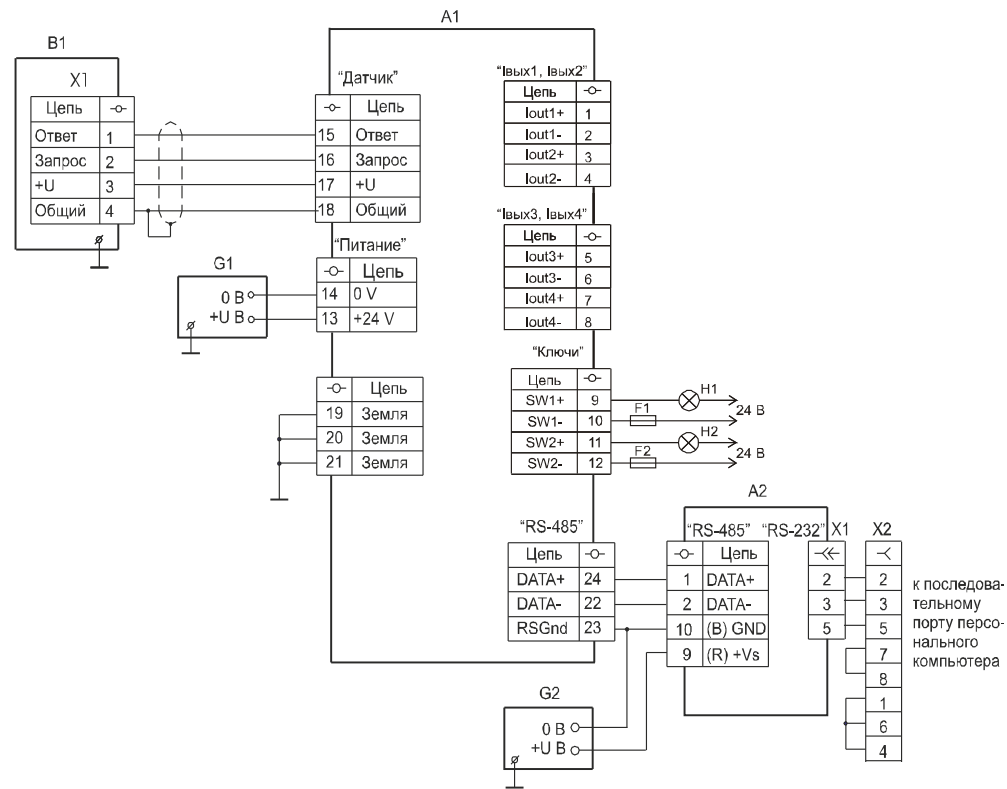 A1
B1
X1
Цепь
Ответ 1
Запрос 2
+U 3
Общий 4
“Датчик”
Цепь
15 Ответ
16 Запрос
17 +U
18 Общий
“Питание”
Цепь
14 0 V
13 +24 V
G1
0 В
+U В
Цепь
19 Земля
20 Земля
21 Земля
“Iвых1, Iвых2”
Цепь
Iout1+ 1
Iout1- 2
Iout2+ 3
Iout2- 4
“Iвых3, Iвых4”
Цепь
Iout3+ 5
Iout3- 6
Iout4+ 7
Iout4- 8
“Ключи”
Цепь
SW1+ 9
SW1- 10
SW2+ 11
SW2- 12
H1
F1
24 В
H2
F2
24 В
“RS-485”
Цепь
DATA+ 24
DATA- 22
RSGnd 23
A2
“RS-485” “RS-232” X1 X2
Цепь
1 DATA+
2 DATA-
10 (B) GND
9 (R) +Vs
2
3
5
2
3
5
7
8
1
6
4
к последова-
тельному
порту персо-
нального
компьютера
G2
0 В
+U В